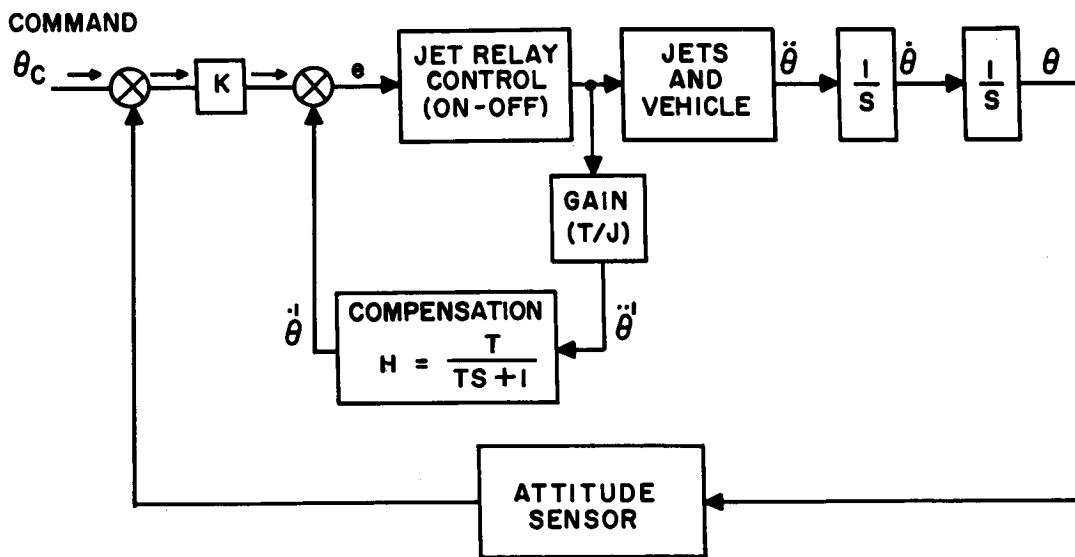 COMMAND
θC
K
e
JET RELAY
CONTROL
(ON-OFF)
JETS
AND
VEHICLE
θ̈
1
S
θ̇
1
S
θ
GAIN
(T/J)
θ̈'
θ̇'
COMPENSATION
H = T
TS + 1
ATTITUDE
SENSOR